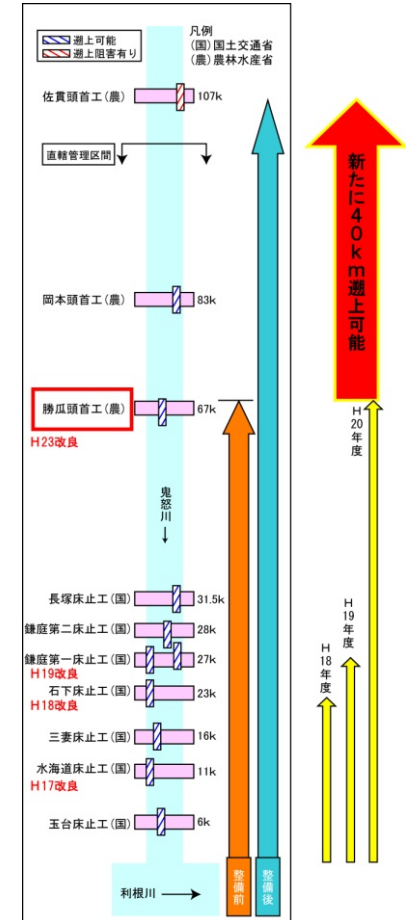 凡例
遡上可能
(国)国土交通省
遡上阻害有り
(農)農林水産省
佐貫頭首工(農)
107k
直轄管理区間
新たに40km遡上可能
岡本頭首工(農)
83k
勝瓜頭首工(農)
67k
H23改良
H20年度
鬼怒川
↓
長塚床止工(国)
31.5k
鎌庭第二床止工(国)
28k
鎌庭第一床止工(国)
27k
H19改良
H19年度
H18年度
石下床止工(国)
23k
H18改良
三妻床止工(国)
16k
水海道床止工(国)
11k
H17改良
玉台床止工(国)
6k
利根川 →
整備前
整備後